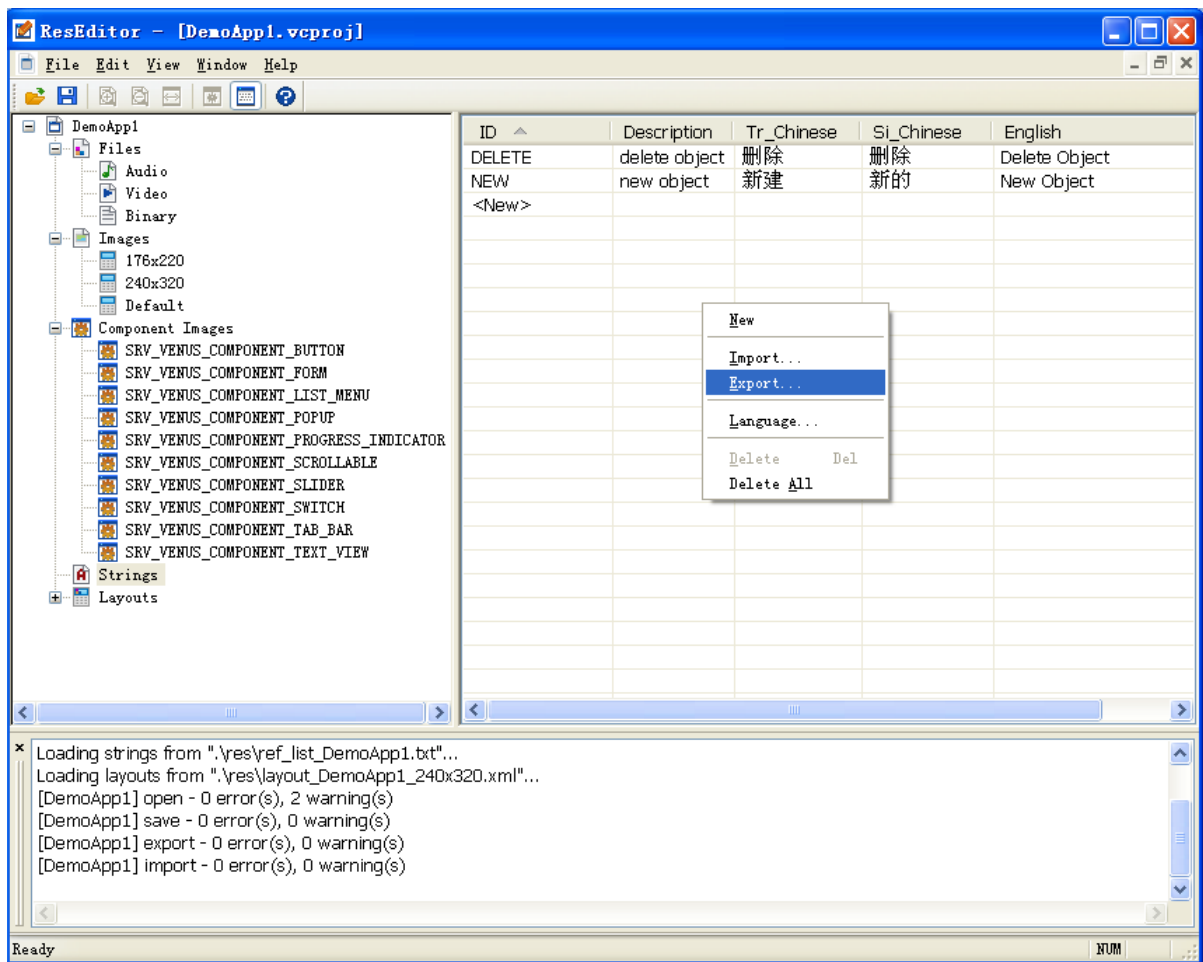 ResEditor - [DemoApp1.vcproj]
File Edit View Window Help
DemoApp1
Files
Audio
Video
Binary
Images
176x220
240x320
Default
Component Images
SRV_VENUS_COMPONENT_BUTTON
SRV_VENUS_COMPONENT_FORM
SRV_VENUS_COMPONENT_LIST_MENU
SRV_VENUS_COMPONENT_POPUP
SRV_VENUS_COMPONENT_PROGRESS_INDICATOR
SRV_VENUS_COMPONENT_SCROLLABLE
SRV_VENUS_COMPONENT_SLIDER
SRV_VENUS_COMPONENT_SWITCH
SRV_VENUS_COMPONENT_TAB_BAR
SRV_VENUS_COMPONENT_TEXT_VIEW
Strings
Layouts
ID Description Tr_Chinese Si_Chinese English
DELETE delete object 删除 删除 Delete Object
NEW new object 新建 新的 New Object
<New>
New
Import...
Export...
Language...
Delete Del
Delete All
Loading strings from ".\res\ref_list_DemoApp1.txt"...
Loading layouts from ".\res\layout_DemoApp1_240x320.xml"...
[DemoApp1] open - 0 error(s), 2 warning(s)
[DemoApp1] save - 0 error(s), 0 warning(s)
[DemoApp1] export - 0 error(s), 0 warning(s)
[DemoApp1] import - 0 error(s), 0 warning(s)
Ready NUM